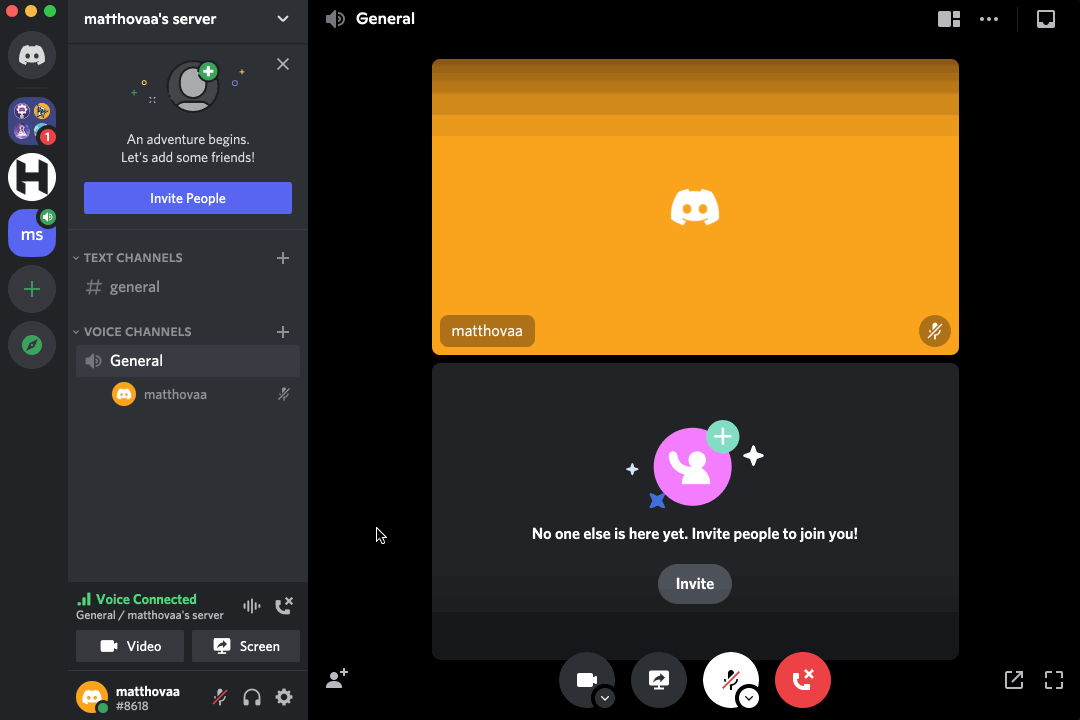 matthovaa's server
General
1
An adventure begins.
Let's add some friends!
Invite People
ms
TEXT CHANNELS
general
VOICE CHANNELS
General
matthovaa
matthovaa
No one else is here yet. Invite people to join you!
Invite
Voice Connected
General / matthovaa's server
Video
Screen
matthovaa
#8618